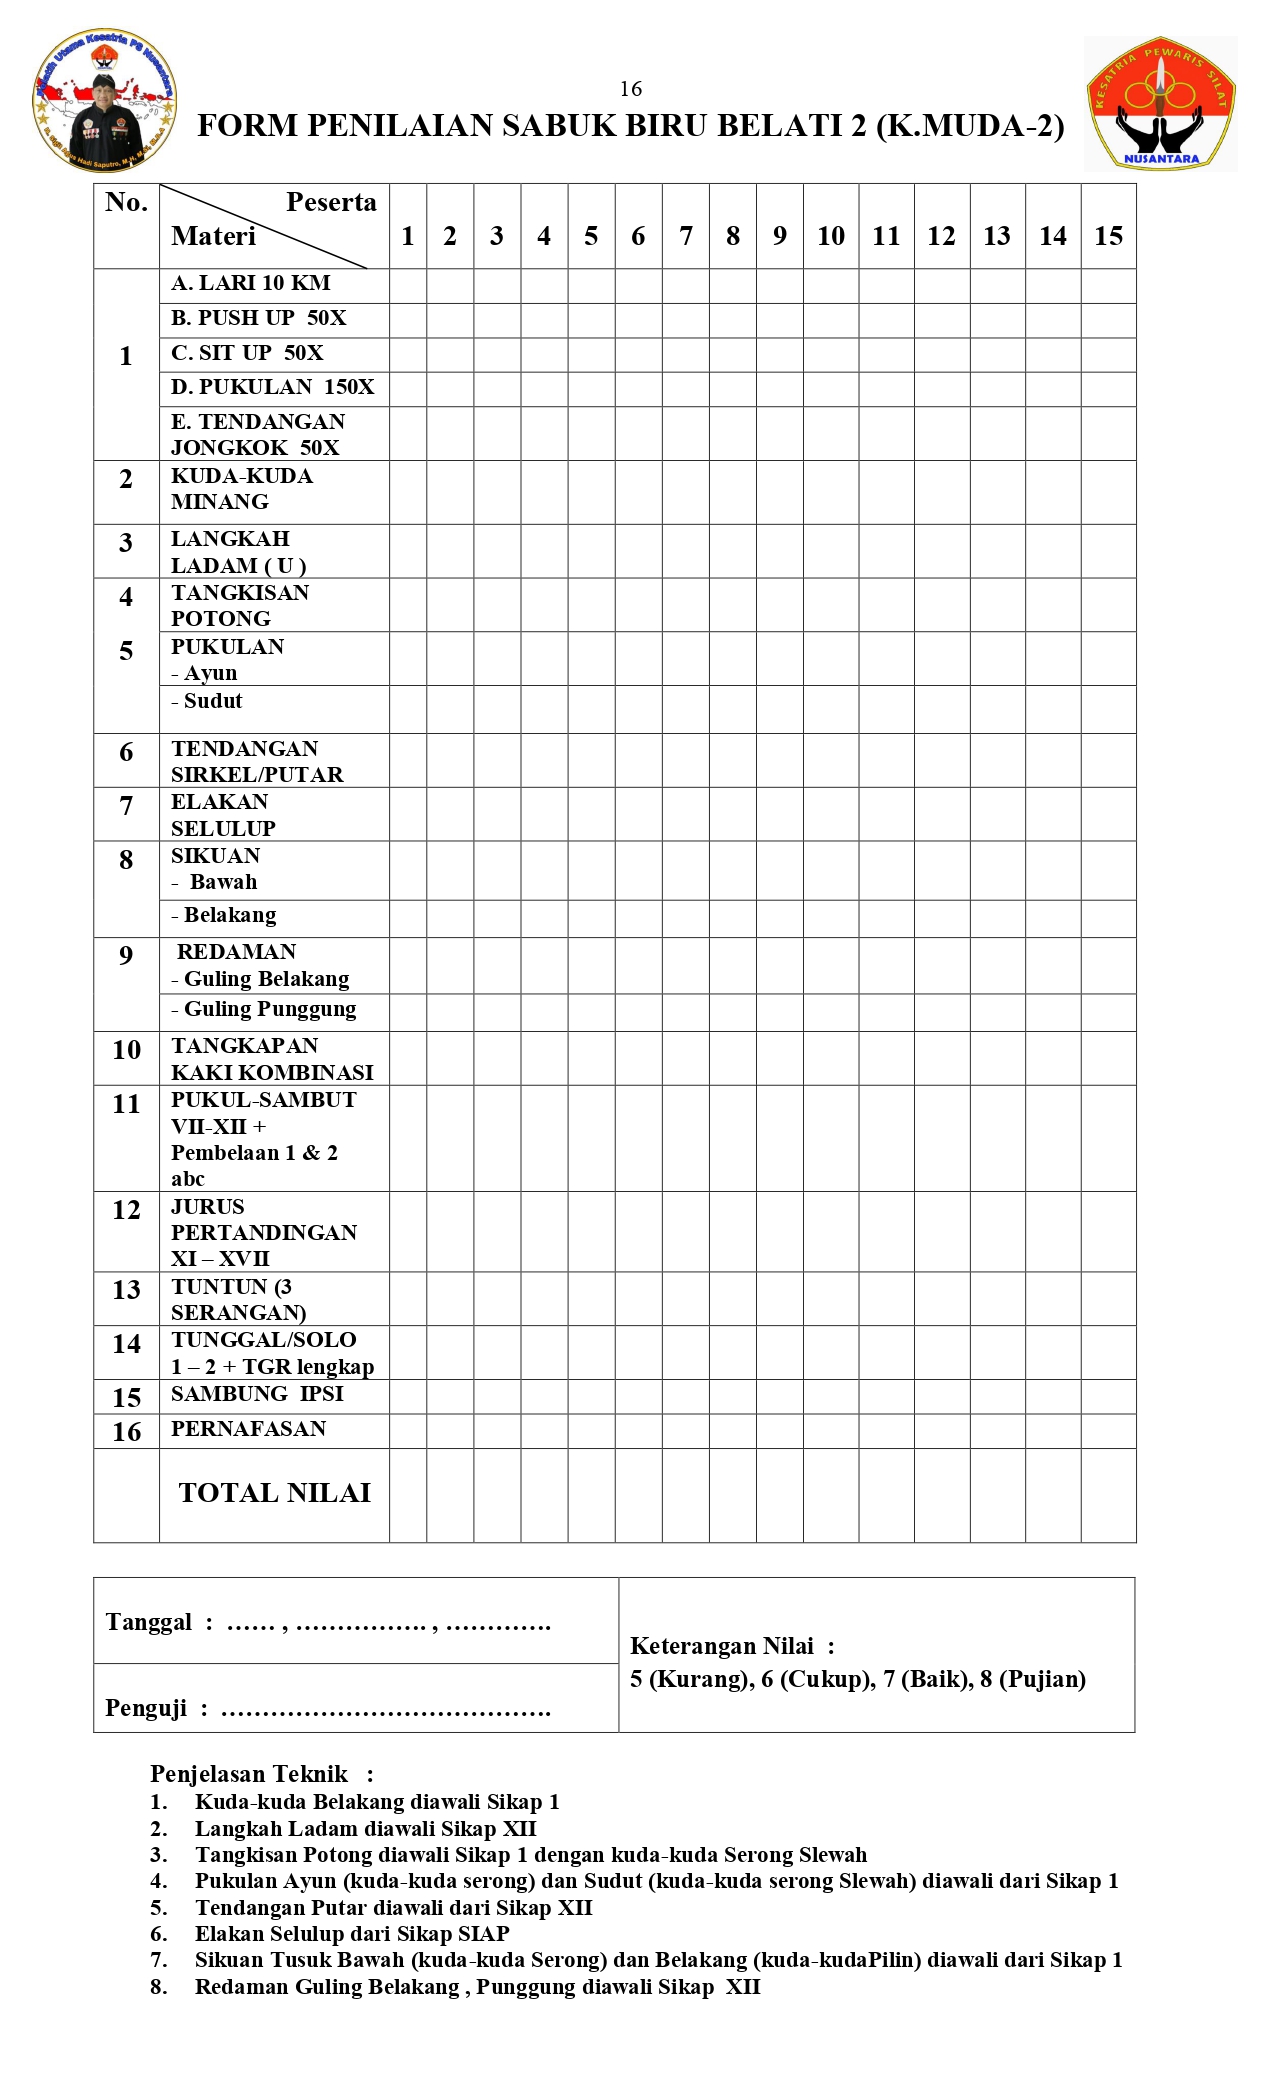 Pelatih Utama Kesatria PS Nusantara
16
FORM PENILAIAN SABUK BIRU BELATI 2 (K.MUDA-2)
KESATRIA PEWARIS SILAT
NUSANTARA
No. Peserta
Materi 1 2 3 4 5 6 7 8 9 10 11 12 13 14 15
A. LARI 10 KM
B. PUSH UP 50X
1 C. SIT UP 50X
D. PUKULAN 150X
E. TENDANGAN
JONGKOK 50X
2 KUDA-KUDA
MINANG
3 LANGKAH
LADAM ( U )
4 TANGKISAN
POTONG
5 PUKULAN
- Ayun
- Sudut
6 TENDANGAN
SIRKEL/PUTAR
7 ELAKAN
SELULUP
8 SIKUAN
- Bawah
- Belakang
9 REDAMAN
- Guling Belakang
- Guling Punggung
10 TANGKAPAN
KAKI KOMBINASI
11 PUKUL-SAMBUT
VII-XII +
Pembelaan 1 & 2
abc
12 JURUS
PERTANDINGAN
XI – XVII
13 TUNTUN (3
SERANGAN)
14 TUNGGAL/SOLO
1 – 2 + TGR lengkap
15 SAMBUNG IPSI
16 PERNAFASAN
TOTAL NILAI
Tanggal : …… , ……………. , ………….
Penguji : ………………………………….
Keterangan Nilai :
5 (Kurang), 6 (Cukup), 7 (Baik), 8 (Pujian)
Penjelasan Teknik :
1. Kuda-kuda Belakang diawali Sikap 1
2. Langkah Ladam diawali Sikap XII
3. Tangkisan Potong diawali Sikap 1 dengan kuda-kuda Serong Slewah
4. Pukulan Ayun (kuda-kuda serong) dan Sudut (kuda-kuda serong Slewah) diawali dari Sikap 1
5. Tendangan Putar diawali dari Sikap XII
6. Elakan Selulup dari Sikap SIAP
7. Sikuan Tusuk Bawah (kuda-kuda Serong) dan Belakang (kuda-kudaPilin) diawali dari Sikap 1
8. Redaman Guling Belakang , Punggung diawali Sikap XII